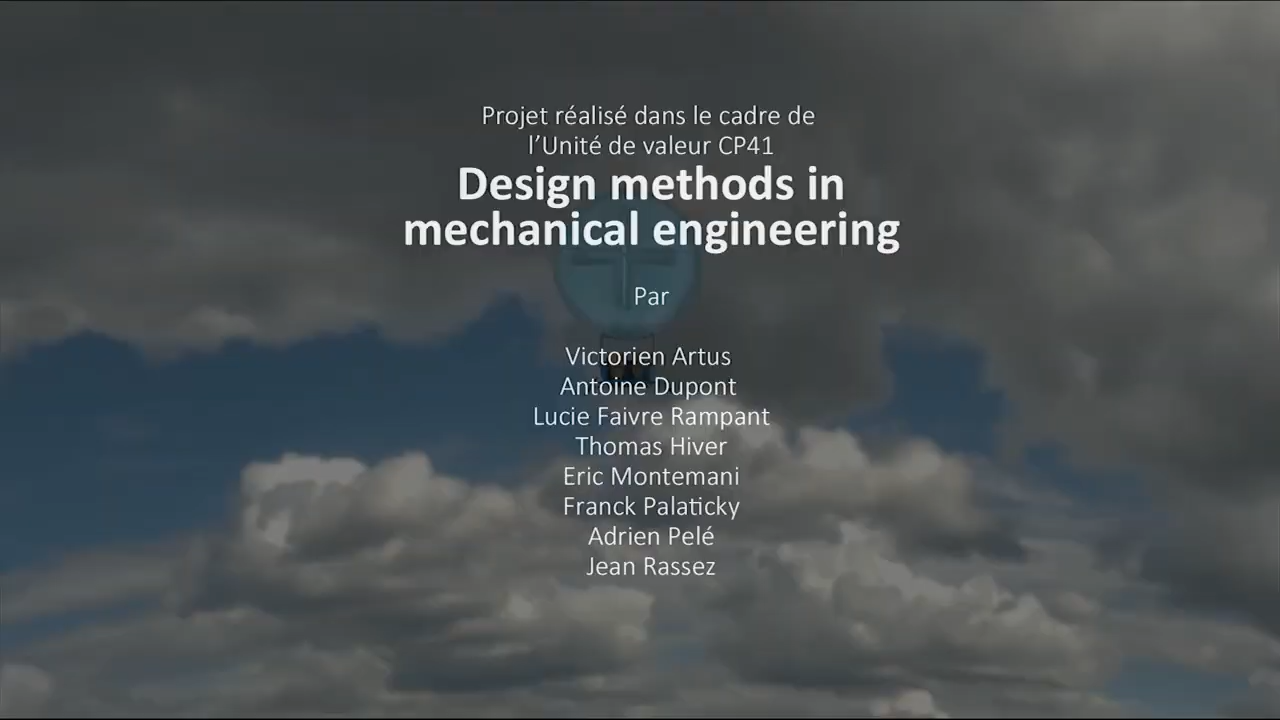 Projet réalisé dans le cadre de
l’Unité de valeur CP41
Design methods in
mechanical engineering
Par
Victorien Artus
Antoine Dupont
Lucie Faivre Rampant
Thomas Hiver
Eric Montemani
Franck Palaticky
Adrien Pelé
Jean Rassez